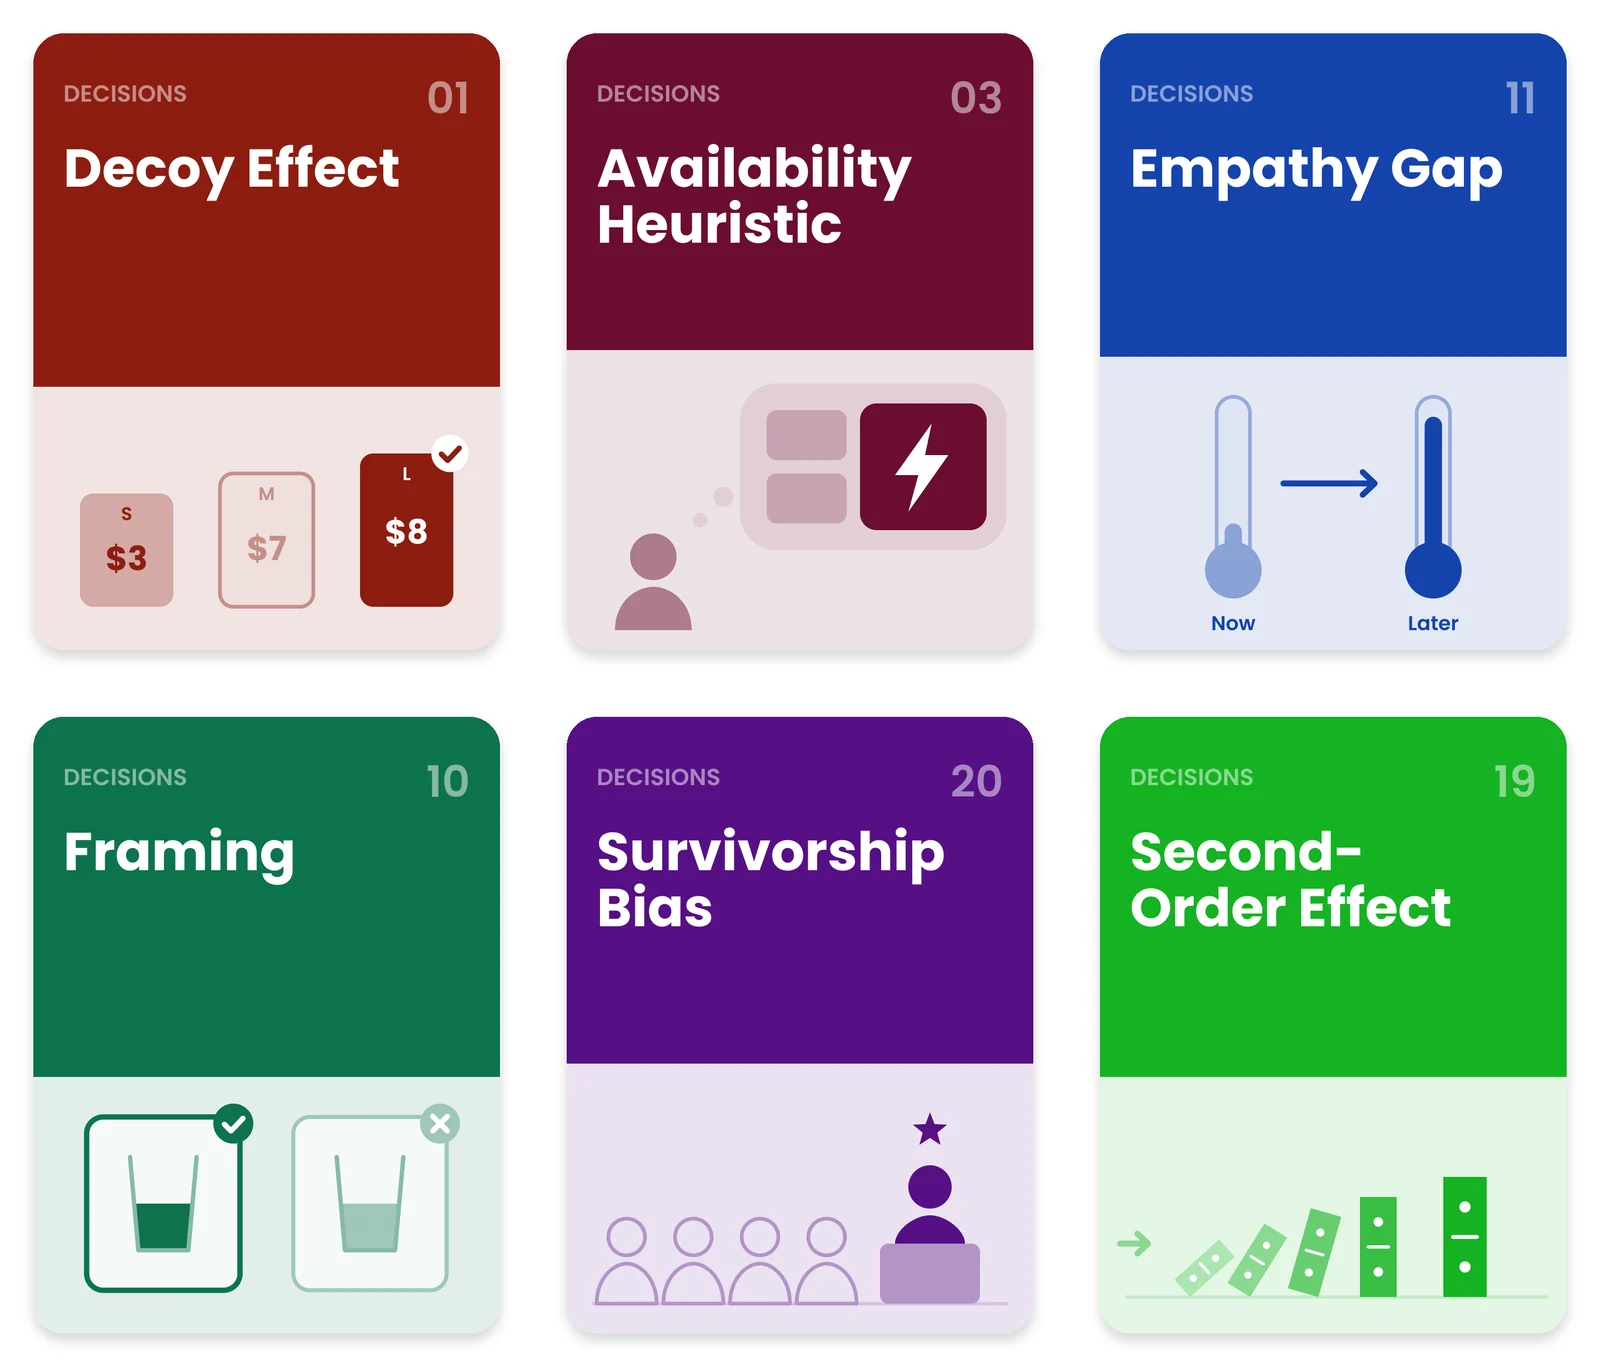 DECISIONS
01
Decoy Effect
S
$3
M
$7
L
$8
DECISIONS
03
Availability
Heuristic
DECISIONS
11
Empathy Gap
Now
Later
DECISIONS
10
Framing
DECISIONS
20
Survivorship
Bias
DECISIONS
19
Second-
Order Effect